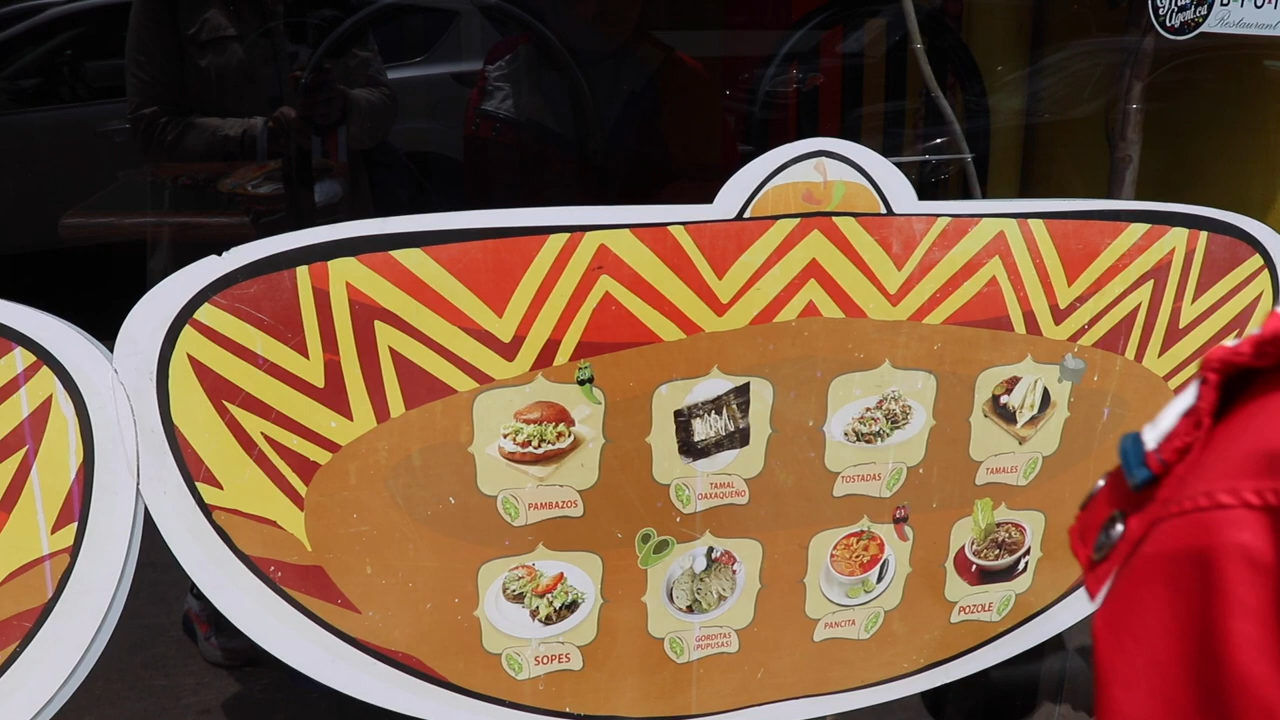 Agent.ca
Restaurant
PAMBAZOS
TAMAL
OAXAQUEÑO
TOSTADAS
TAMALES
SOPES
GORDITAS
(PUPUSAS)
PANCITA
POZOLE